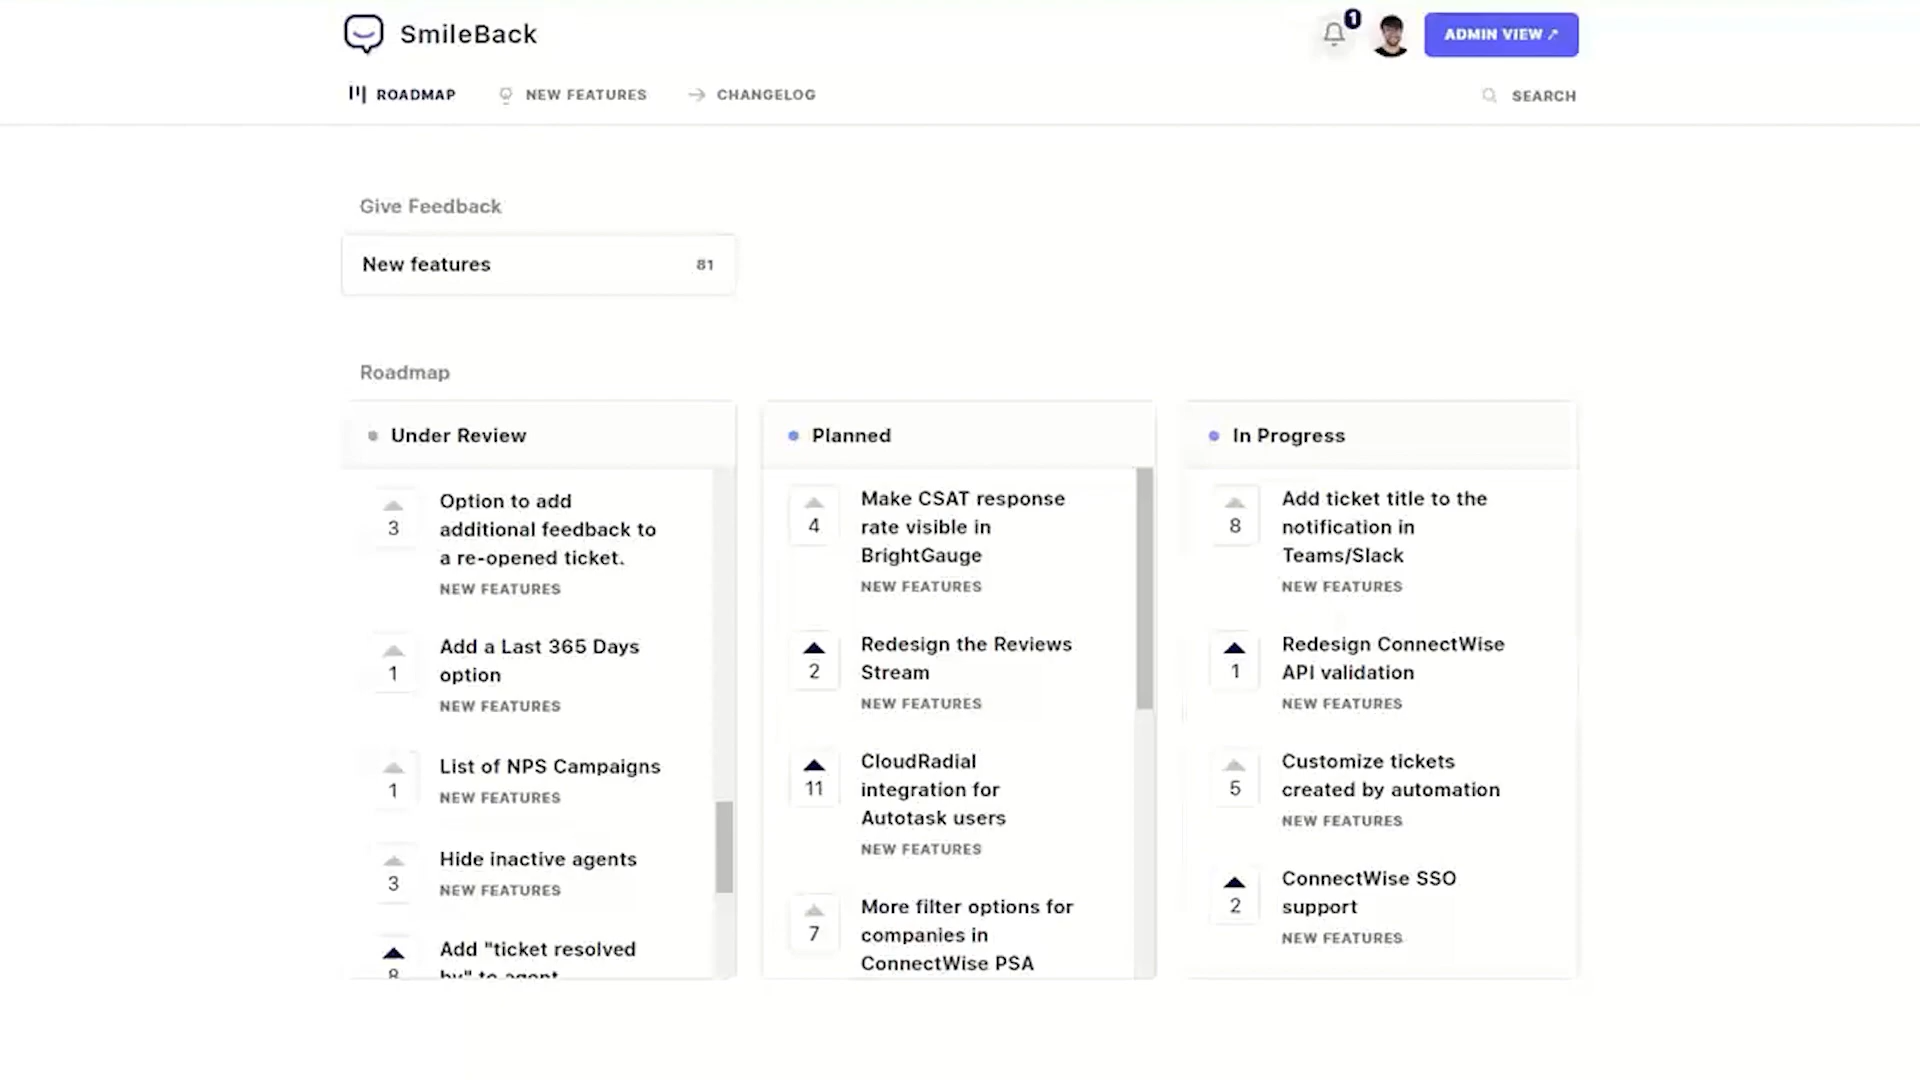 SmileBack
1
ADMIN VIEW ↗
ROADMAP
NEW FEATURES
CHANGELOG
SEARCH
Give Feedback
New features
81
Roadmap
Under Review
3
Option to add
additional feedback to
a re-opened ticket.
NEW FEATURES
1
Add a Last 365 Days
option
NEW FEATURES
1
List of NPS Campaigns
NEW FEATURES
3
Hide inactive agents
NEW FEATURES
8
Add "ticket resolved
by" to agent
Planned
4
Make CSAT response
rate visible in
BrightGauge
NEW FEATURES
2
Redesign the Reviews
Stream
NEW FEATURES
11
CloudRadial
integration for
Autotask users
NEW FEATURES
7
More filter options for
companies in
ConnectWise PSA
In Progress
8
Add ticket title to the
notification in
Teams/Slack
NEW FEATURES
1
Redesign ConnectWise
API validation
NEW FEATURES
5
Customize tickets
created by automation
NEW FEATURES
2
ConnectWise SSO
support
NEW FEATURES